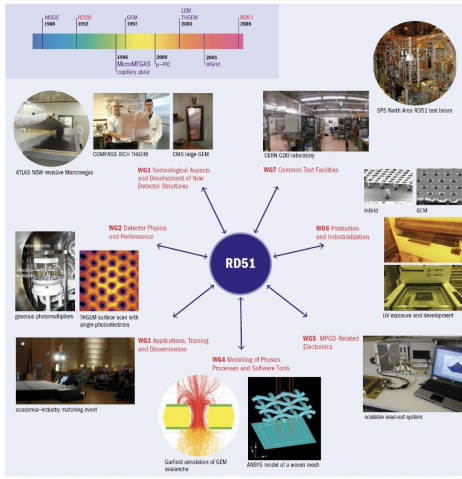 MSGC
1988
RD28
1992
GEM
1997
LEM
THGEM
2003
RD51
2008
1996
MicroMEGAS
capillary plate
2000
μ-PIC
2005
InGrid
SPS North Area RD51 test beam
COMPASS RICH THGEM
CMS large GEM
CERN GDD laboratory
ATLAS NSW resistive Micromegas
WG1 Technological Aspects
and Development of New
Detector Structures
WG7 Common Test Facilities
InGrid
GEM
WG2 Detector Physics
and Performance
WG6 Production
and Industrialization
RD51
gaseous photomultipliers
THGEM surface scan with
single photoelectrons
UV exposure and development
WG3 Applications, Training
and Dissemination
WG5 MPGD-Related
Electronics
WG4 Modelling of Physics
Processes and Software Tools
academia–industry matching event
scalable read-out system
Garfield simulation of GEM
avalanche
ANSYS model of a woven mesh